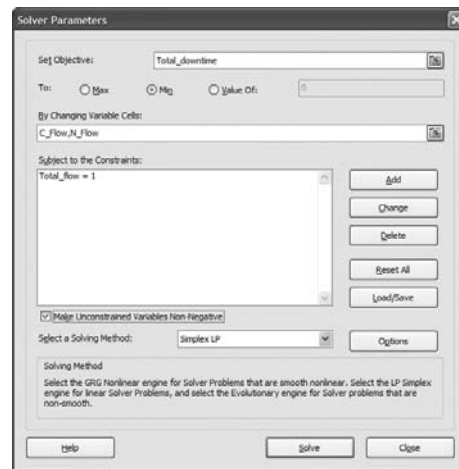 Solver Parameters
Set Objective: Total_downtime
To: Max Min Value Of: 0
By Changing Variable Cells:
C_Flow,N_Flow
Subject to the Constraints:
Total_flow = 1
Add
Change
Delete
Reset All
Load/Save
Make Unconstrained Variables Non-Negative
Select a Solving Method: Simplex LP Options
Solving Method
Select the GRG Nonlinear engine for Solver Problems that are smooth nonlinear. Select the LP Simplex
engine for linear Solver Problems, and select the Evolutionary engine for Solver problems that are
non-smooth.
Help Solve Close